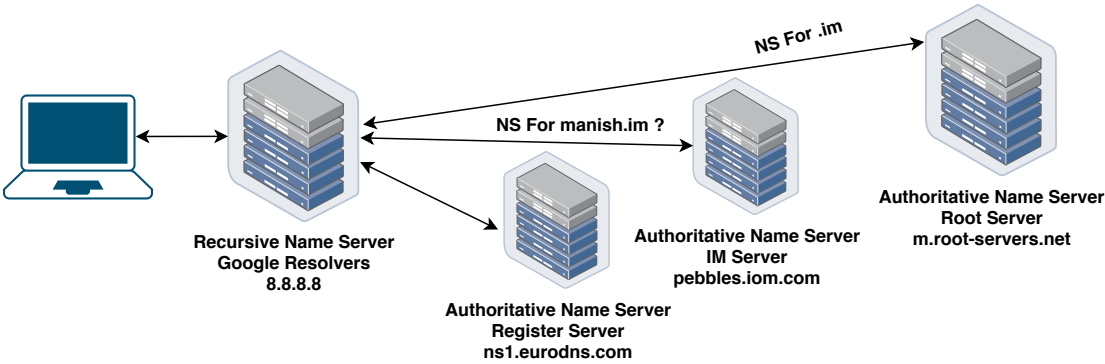 NS For .im
NS For manish.im ?
Recursive Name Server
Google Resolvers
8.8.8.8
Authoritative Name Server
Register Server
ns1.eurodns.com
Authoritative Name Server
IM Server
pebbles.iom.com
Authoritative Name Server
Root Server
m.root-servers.net